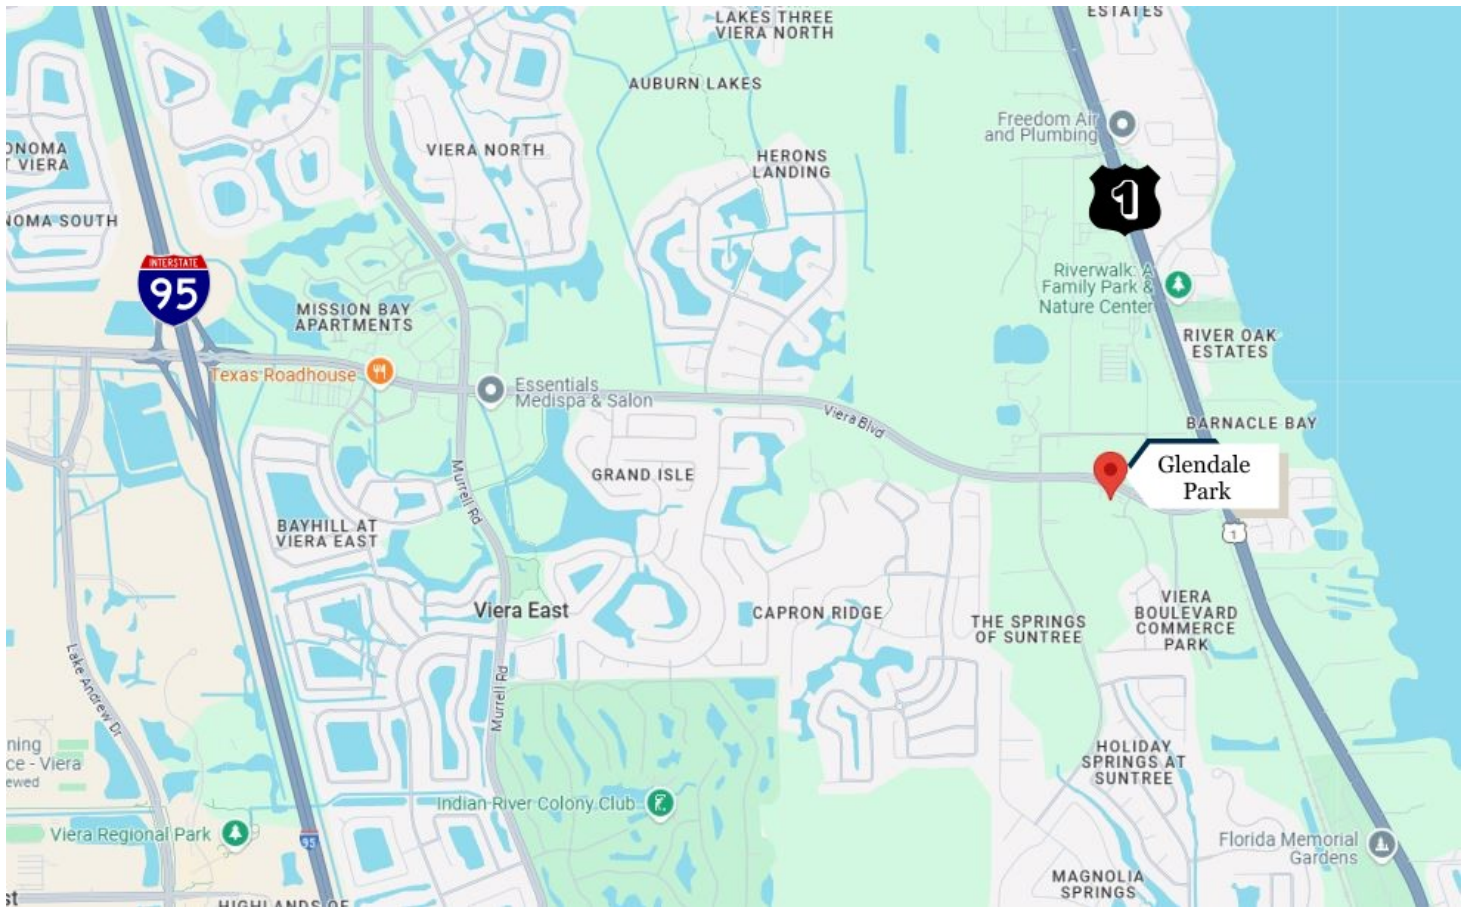 ESTATES
LAKES THREE
VIERA NORTH
AUBURN LAKES
Freedom Air
and Plumbing
ONOMA
T VIERA
VIERA NORTH
HERONS
LANDING
1
NOMA SOUTH
INTERSTATE
95
Riverwalk: A
Family Park &
Nature Center
MISSION BAY
APARTMENTS
RIVER OAK
ESTATES
Texas Roadhouse
Essentials
Medispa & Salon
Viera Blvd
BARNACLE BAY
Glendale
Park
GRAND ISLE
Murrell Rd
BAYHILL AT
VIERA EAST
1
Viera East
CAPRON RIDGE
THE SPRINGS
OF SUNTREE
VIERA
BOULEVARD
COMMERCE
PARK
Lake Andrew Dr
Murrell Rd
ning
ce - Viera
ewed
HOLIDAY
SPRINGS AT
SUNTREE
Indian River Colony Club
Viera Regional Park
95
Florida Memorial
Gardens
MAGNOLIA
SPRINGS
st
HIGHLANDS OF